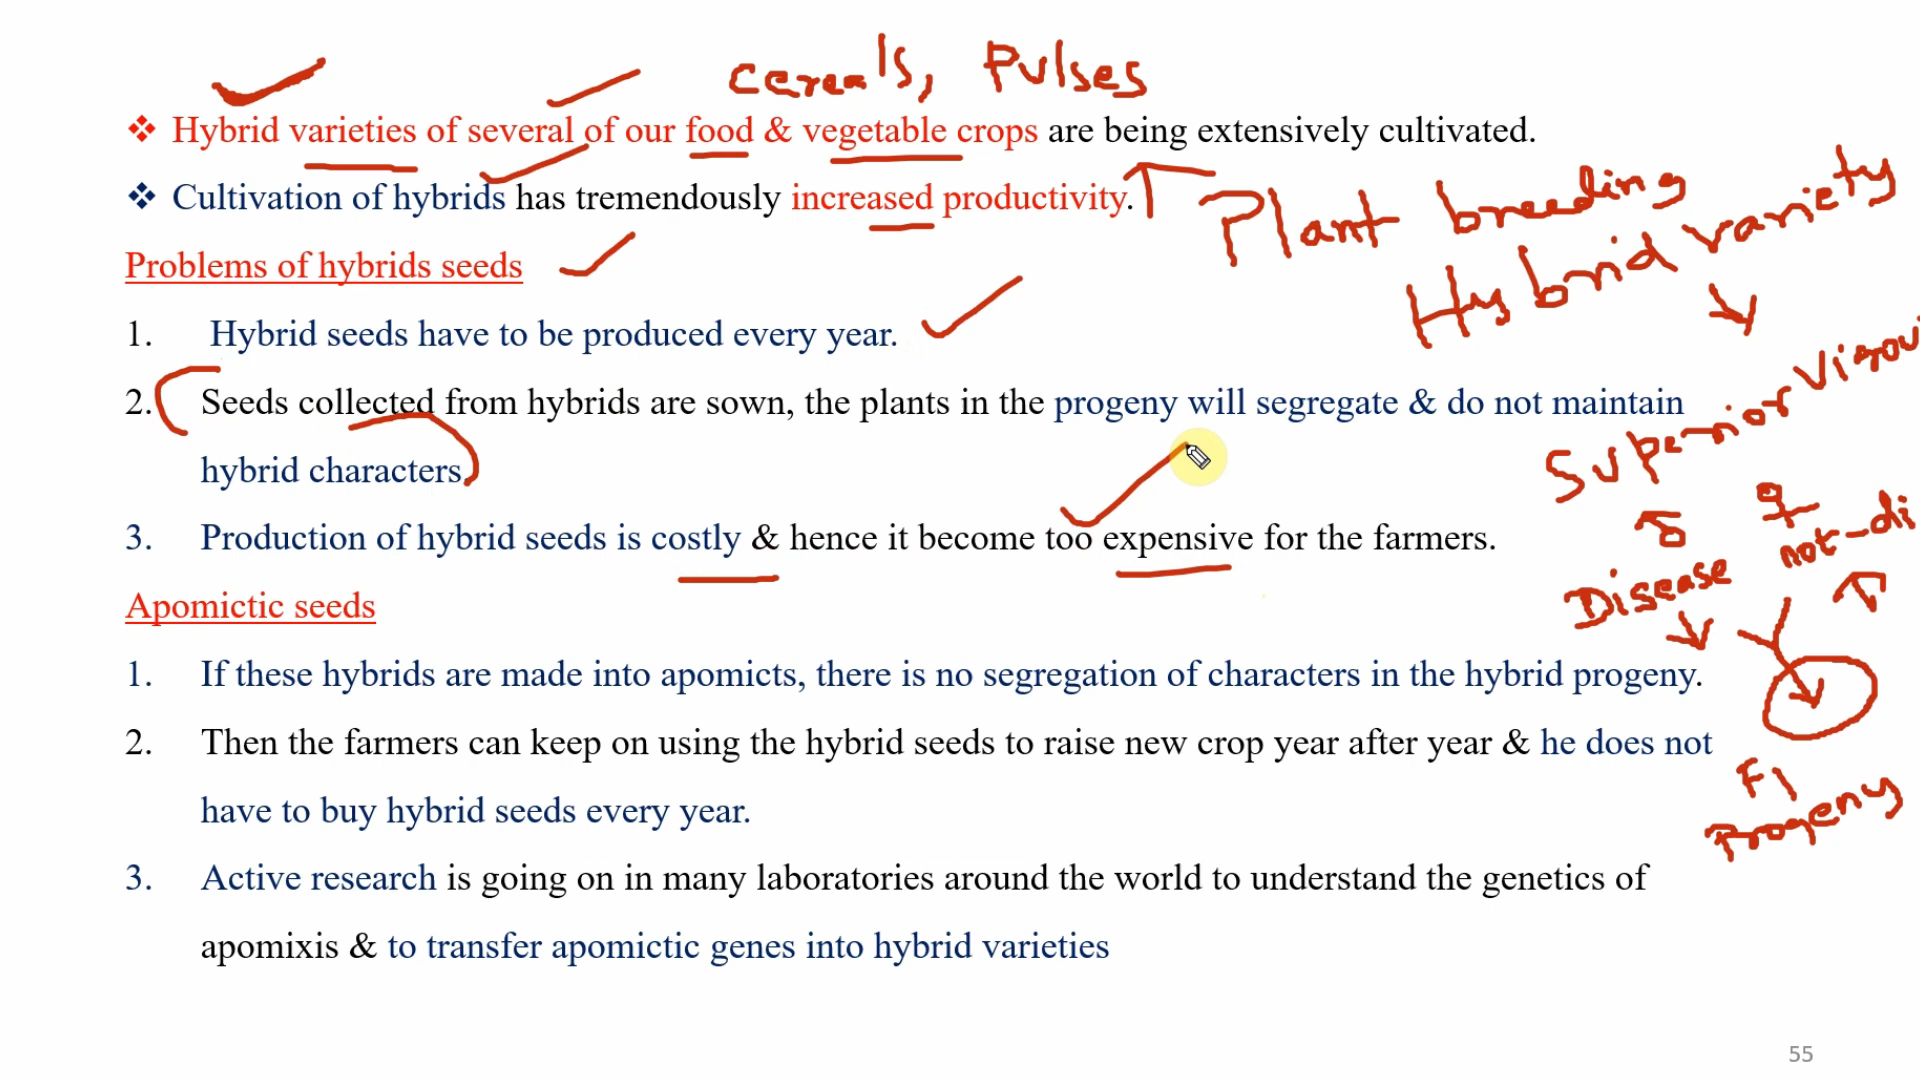 cereals, Pulses
❖ Hybrid varieties of several of our food & vegetable crops are being extensively cultivated.
❖ Cultivation of hybrids has tremendously increased productivity.
Plant breeding
Hybrid variety
Problems of hybrids seeds
1. Hybrid seeds have to be produced every year.
2. Seeds collected from hybrids are sown, the plants in the progeny will segregate & do not maintain
hybrid characters.
Superior
3. Production of hybrid seeds is costly & hence it become too expensive for the farmers.
Disease
Apomictic seeds
1. If these hybrids are made into apomicts, there is no segregation of characters in the hybrid progeny.
2. Then the farmers can keep on using the hybrid seeds to raise new crop year after year & he does not
have to buy hybrid seeds every year.
F1
Progeny
3. Active research is going on in many laboratories around the world to understand the genetics of
apomixis & to transfer apomictic genes into hybrid varieties
55